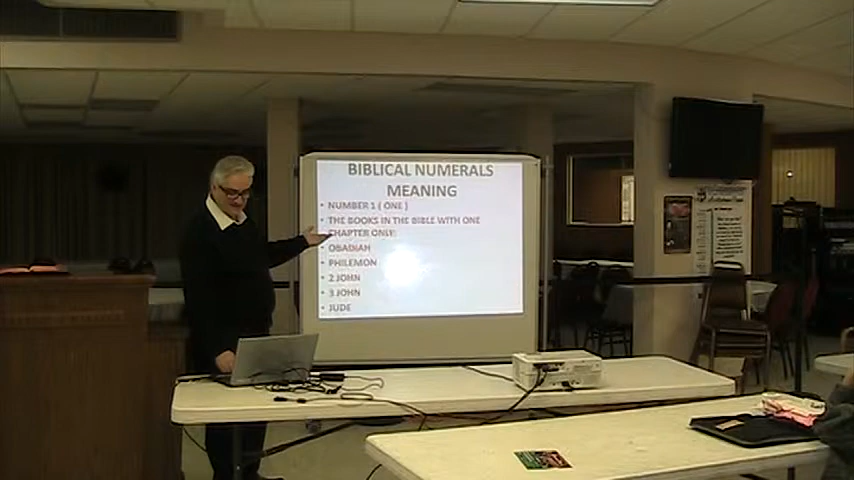 BIBLICAL NUMERALS
MEANING
• NUMBER 1 ( ONE )
• THE BOOKS IN THE BIBLE WITH ONE
CHAPTER ONLY:
• OBADIAH
• PHILEMON
• 2 JOHN
• 3 JOHN
• JUDE